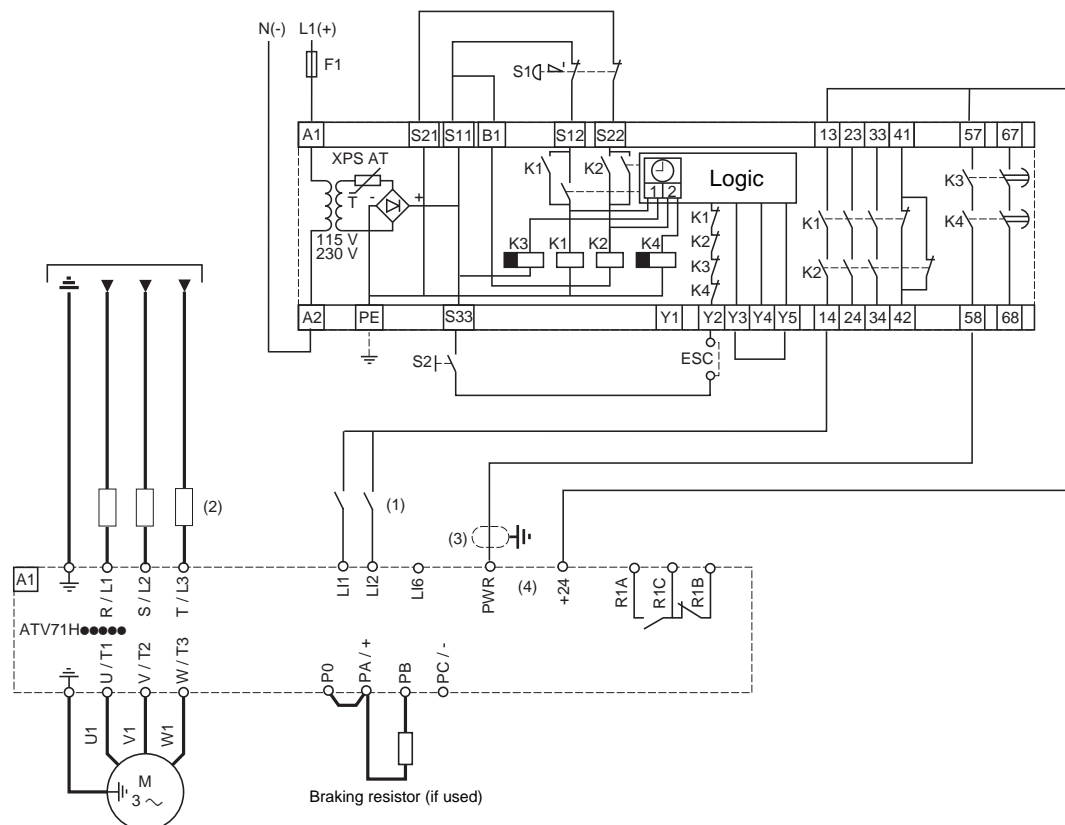 N(-) L1(+)
F1
S1
A1 S21 S11 B1 S12 S22 13 23 33 41 57 67
XPS AT
T
- +
115 V
230 V
K1 K2
1 2
Logic
K3 K1 K2 K4
K1
K2
K3
K4
K1
K2
K3
K4
A2 PE S33 Y1 Y2 Y3 Y4 Y5 14 24 34 42 58 68
S2
ESC
(1)
(2)
(3)
A1
R / L1
S / L2
T / L3
LI1
LI2
LI6
PWR
(4)
+24
R1A
R1C
R1B
ATV71H●●●●●
U / T1
V / T2
W / T3
P0
PA / +
PB
PC / -
U1
V1
W1
M
3 ~
Braking resistor (if used)